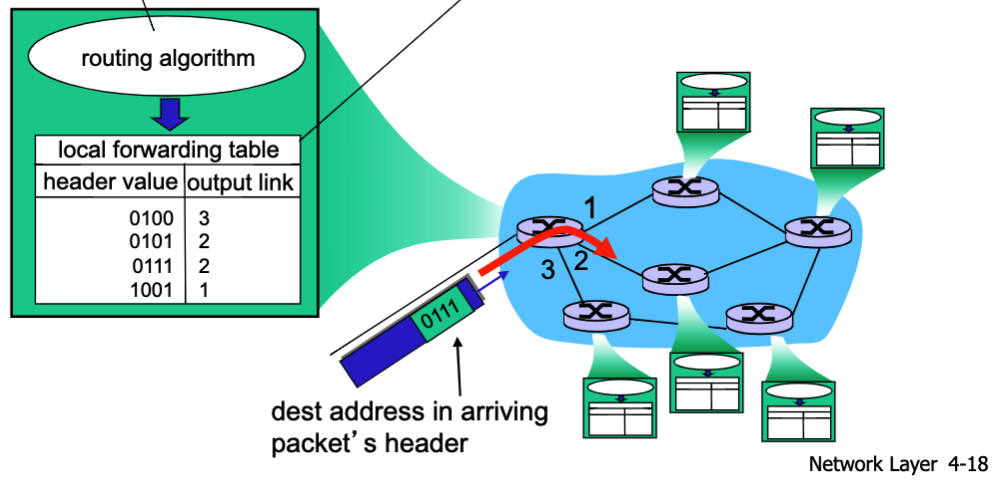 routing algorithm
local forwarding table
header value output link
0100 3
0101 2
0111 2
1001 1
1
2
3
0111
dest address in arriving
packet’s header
Network Layer 4-18